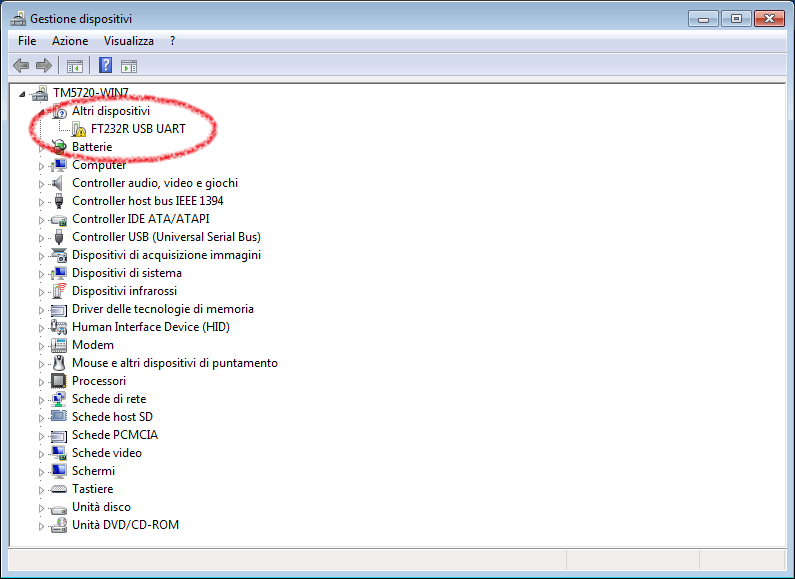 Gestione dispositivi
File Azione Visualizza ?
TM5720-WIN7
Altri dispositivi
FT232R USB UART
Batterie
Computer
Controller audio, video e giochi
Controller host bus IEEE 1394
Controller IDE ATA/ATAPI
Controller USB (Universal Serial Bus)
Dispositivi di acquisizione immagini
Dispositivi di sistema
Dispositivi infrarossi
Driver delle tecnologie di memoria
Human Interface Device (HID)
Modem
Mouse e altri dispositivi di puntamento
Processori
Schede di rete
Schede host SD
Schede PCMCIA
Schede video
Schermi
Tastiere
Unità disco
Unità DVD/CD-ROM